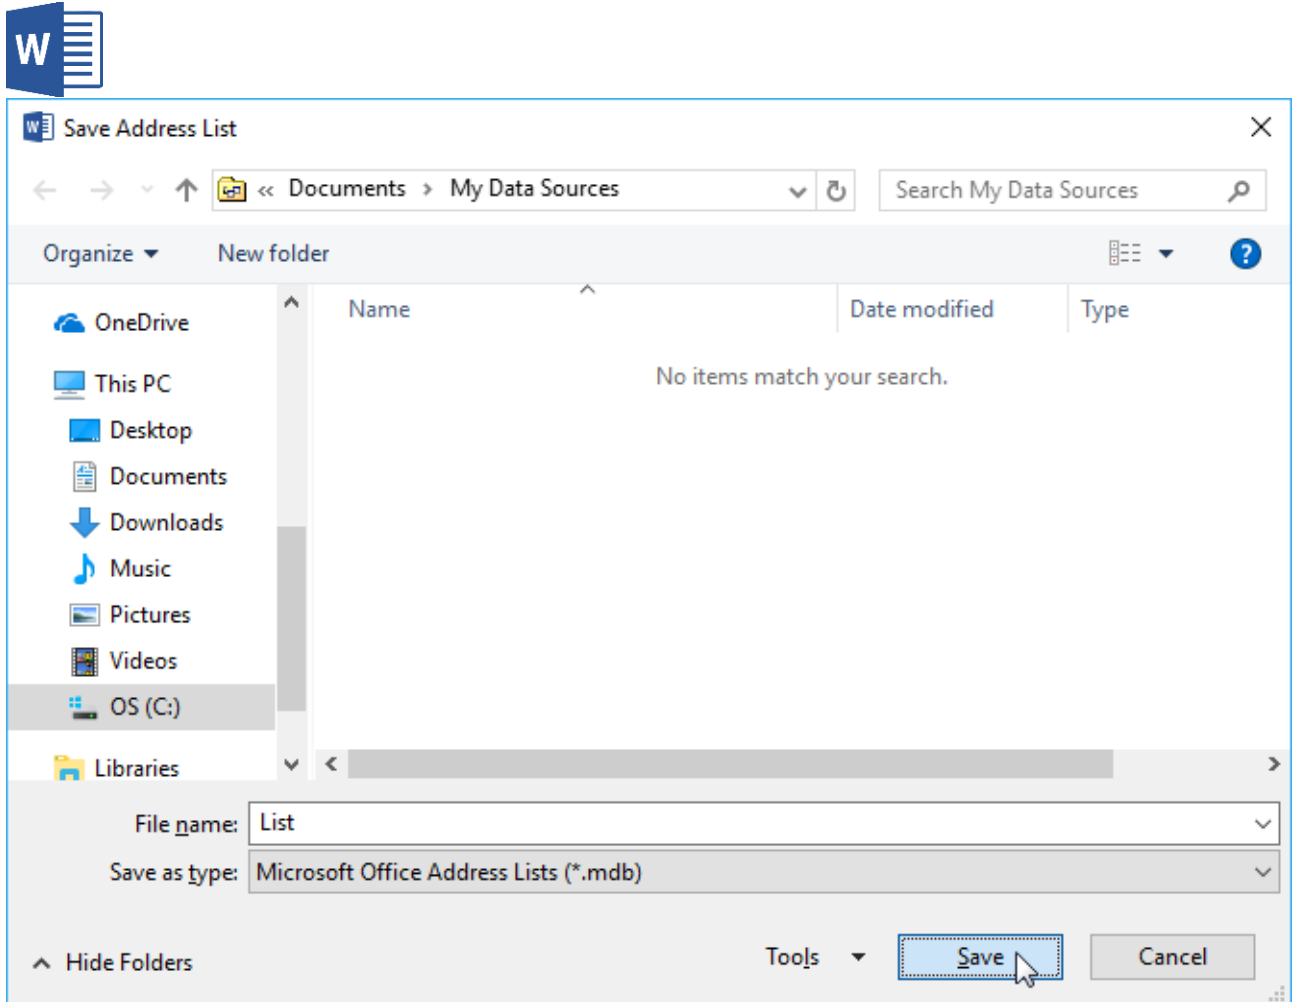 W
W Save Address List
« Documents › My Data Sources Search My Data Sources
Organize New folder ?
OneDrive
This PC
Desktop
Documents
Downloads
Music
Pictures
Videos
OS (C:)
Libraries
Name Date modified Type
No items match your search.
File name: List
Save as type: Microsoft Office Address Lists (*.mdb)
Hide Folders Tools Save Cancel